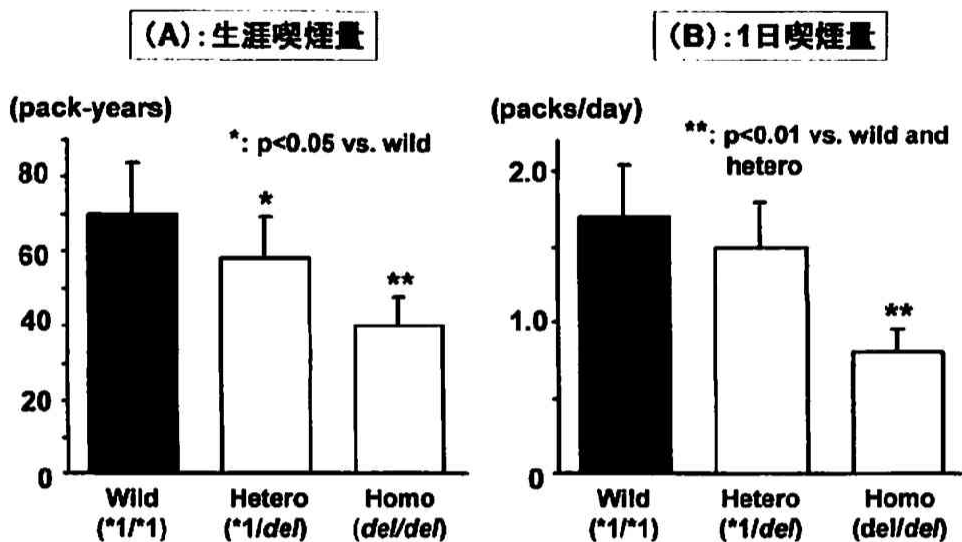 (A):生涯喫煙量
(pack-years)
*: p<0.05 vs. wild
80
60
40
20
0
*
**
Wild
(*1/*1)
Hetero
(*1/del)
Homo
(del/del)
(B):1日喫煙量
(packs/day)
**: p<0.01 vs. wild and
hetero
2.0
1.0
0
**
Wild
(*1/*1)
Hetero
(*1/del)
Homo
(del/del)